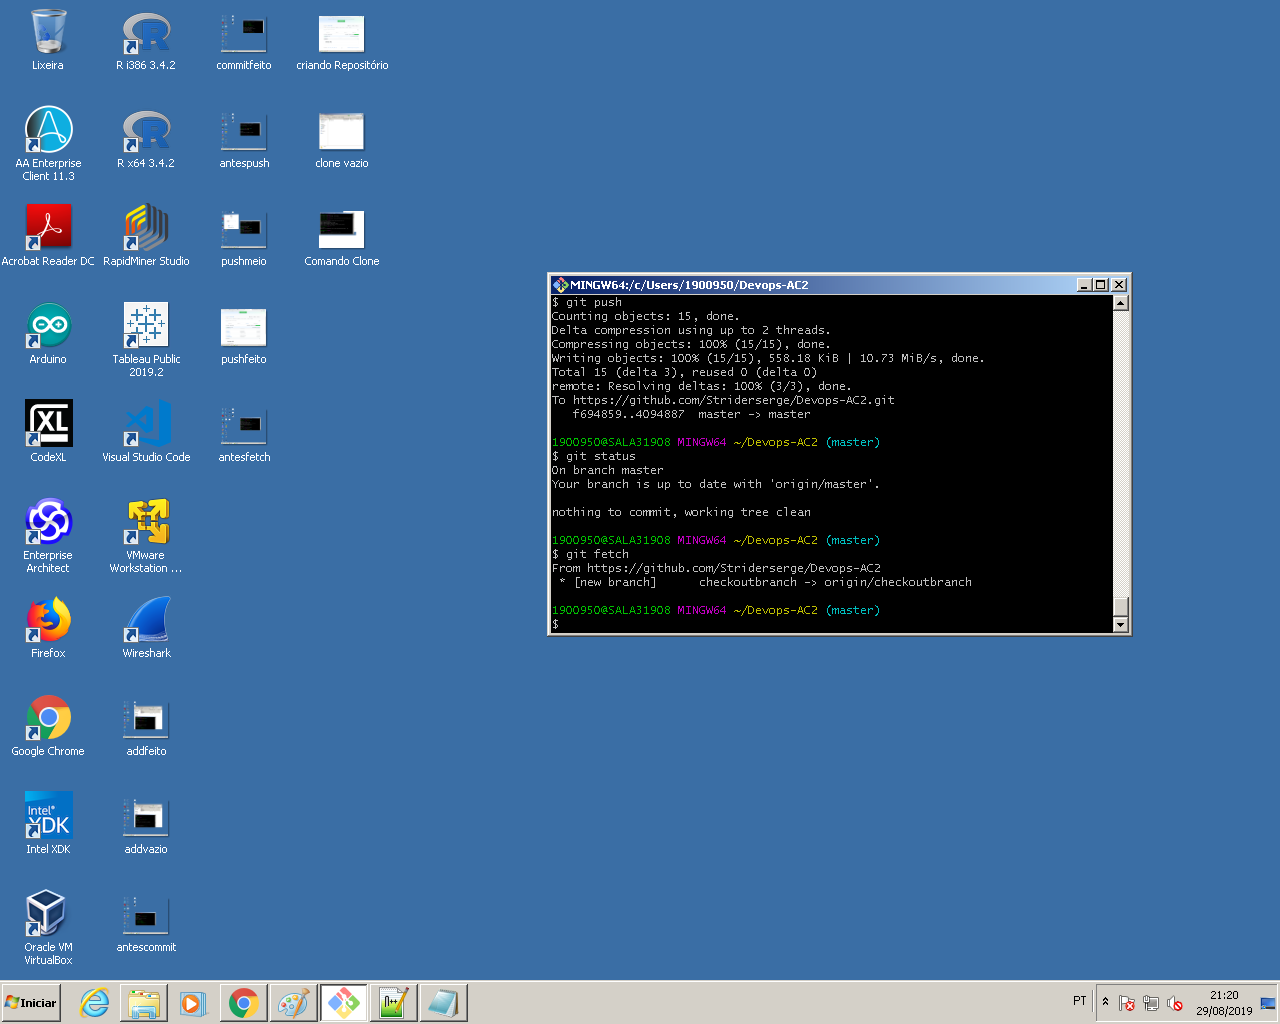 Lixeira
R i386 3.4.2
commitfeito
criando Repositório
AA Enterprise
Client 11.3
R x64 3.4.2
antespush
clone vazio
Acrobat Reader DC
RapidMiner Studio
pushmeio
Comando Clone
Arduino
Tableau Public
2019.2
pushfeito
XL
CodeXL
Visual Studio Code
antesfetch
Enterprise
Architect
VMware
Workstation ...
Firefox
Wireshark
Google Chrome
addfeito
Intel®
XDK
Intel XDK
addvazio
Oracle VM
VirtualBox
antescommit
MINGW64:/c/Users/1900950/Devops-AC2
$ git push
Counting objects: 15, done.
Delta compression using up to 2 threads.
Compressing objects: 100% (15/15), done.
Writing objects: 100% (15/15), 558.18 KiB | 10.73 MiB/s, done.
Total 15 (delta 3), reused 0 (delta 0)
remote: Resolving deltas: 100% (3/3), done.
To https://github.com/Striderserge/Devops-AC2.git
f694859..4094887  master -> master
1900950@SALA31908 MINGW64 ~/Devops-AC2 (master)
$ git status
On branch master
Your branch is up to date with 'origin/master'.
nothing to commit, working tree clean
1900950@SALA31908 MINGW64 ~/Devops-AC2 (master)
$ git fetch
From https://github.com/Striderserge/Devops-AC2
* [new branch]      checkoutbranch -> origin/checkoutbranch
1900950@SALA31908 MINGW64 ~/Devops-AC2 (master)
$
Iniciar
PT
21:20
29/08/2019